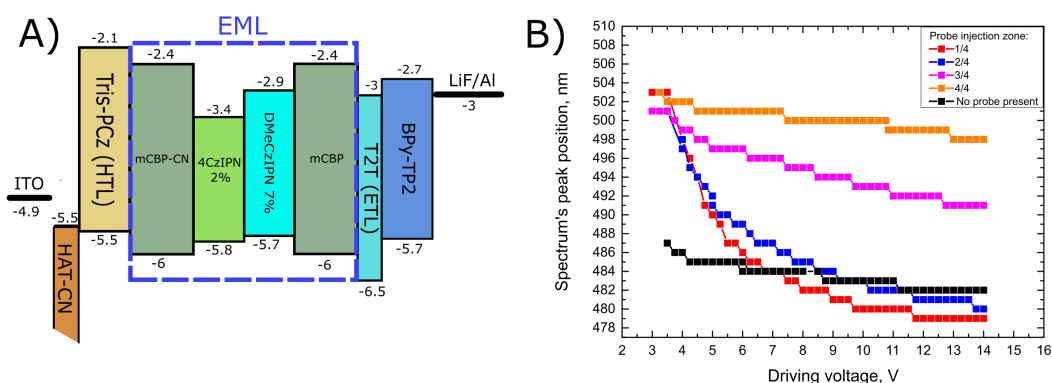 A)
EML
-2.1
Tris-PCz (HTL)
-5.5
-2.4
mCBP-CN
-6
-3.4
4CzIPN
2%
-5.8
-2.9
DMeCzIPN 7%
-5.7
-2.4
mCBP
-6
-3
T2T (ETL)
-6.5
-2.7
BPy-TP2
-5.7
LiF/Al
-3
ITO
-4.9
-5.5
HAT-CN
B)
Spectrum's peak position, nm
510
508
506
504
502
500
498
496
494
492
490
488
486
484
482
480
478
2 3 4 5 6 7 8 9 10 11 12 13 14 15 16
Driving voltage, V
Probe injection zone:
1/4
2/4
3/4
4/4
No probe present